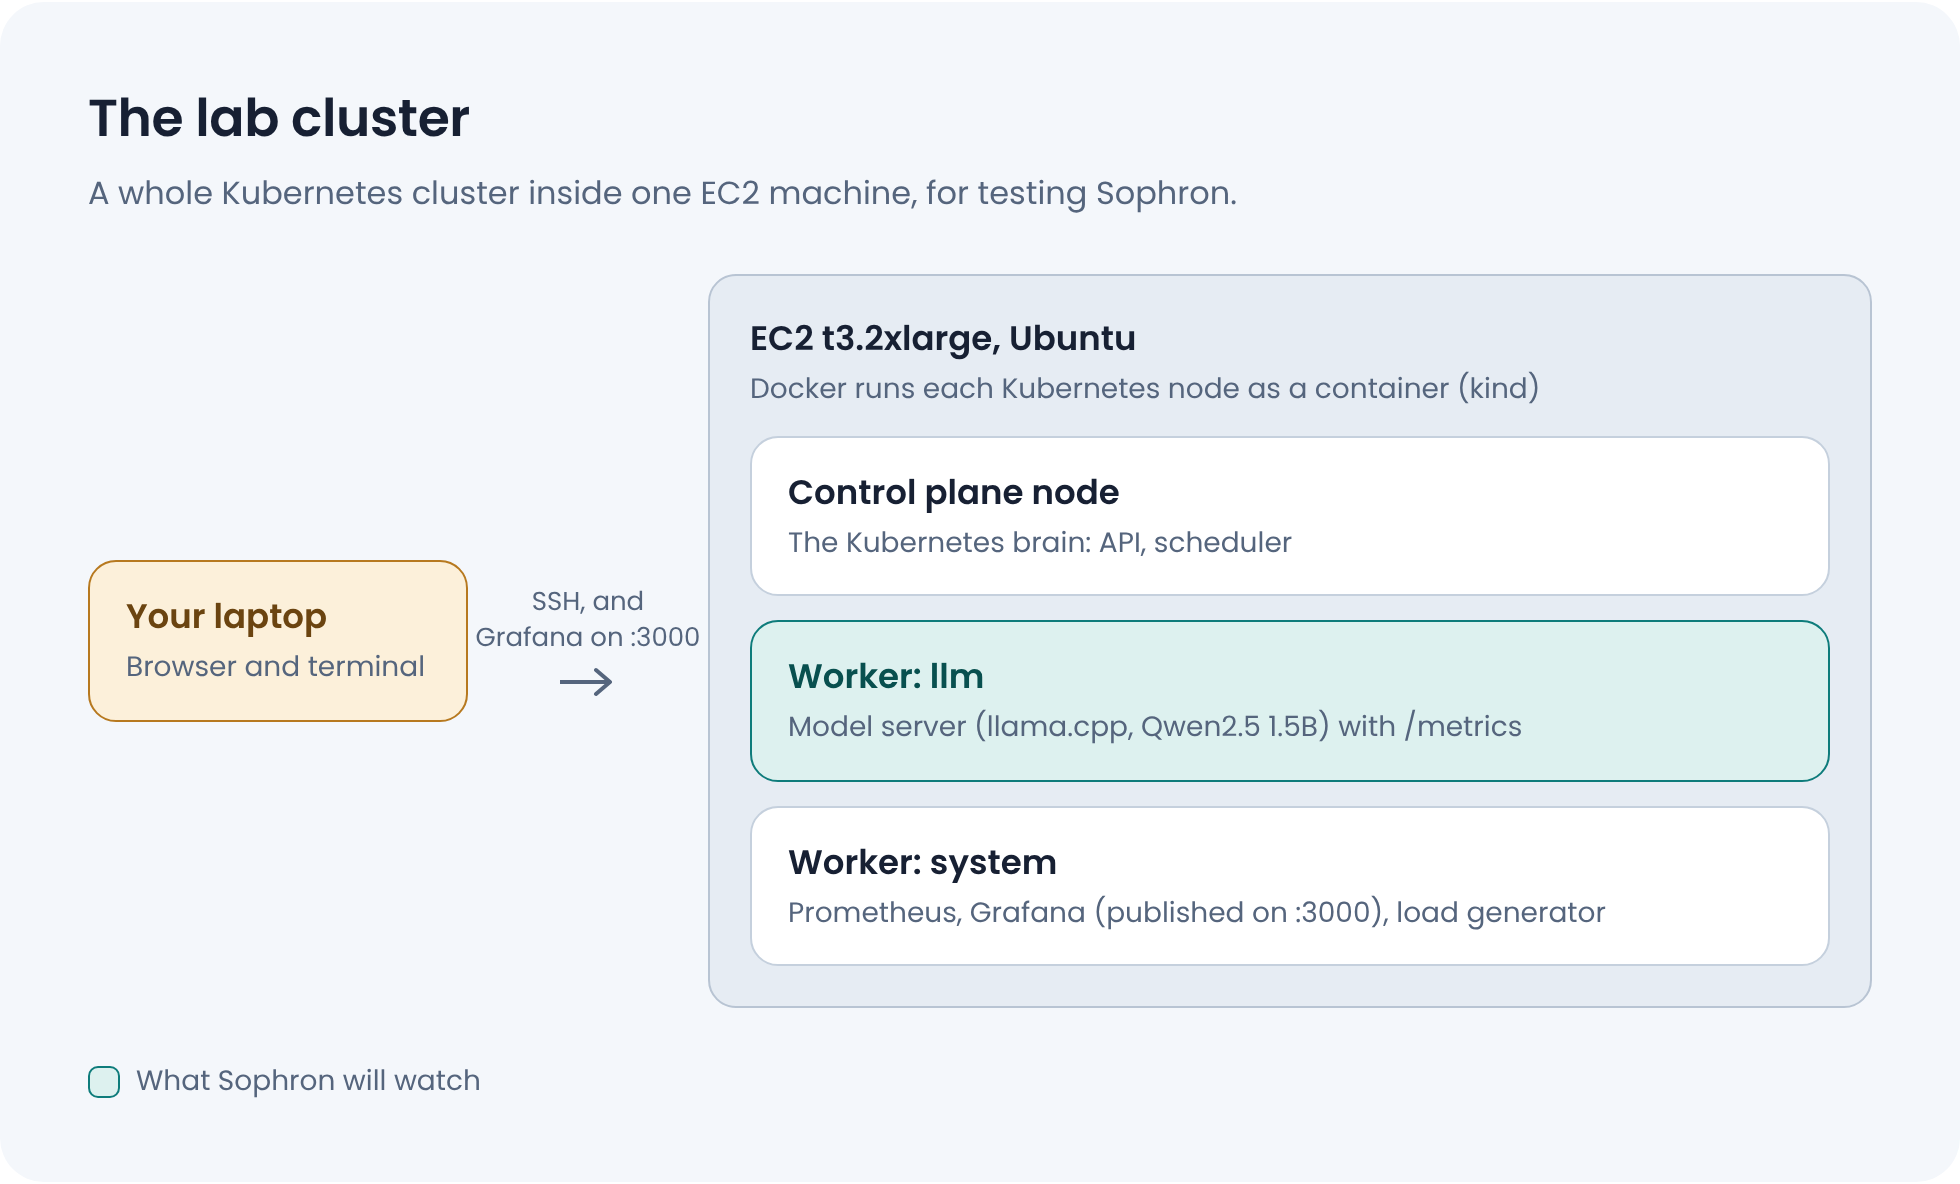 The lab cluster
A whole Kubernetes cluster inside one EC2 machine, for testing Sophron.
EC2 t3.2xlarge, Ubuntu
Docker runs each Kubernetes node as a container (kind)
Control plane node
The Kubernetes brain: API, scheduler
Your laptop
Browser and terminal
SSH, and
Grafana on :3000
Worker: llm
Model server (llama.cpp, Qwen2.5 1.5B) with /metrics
Worker: system
Prometheus, Grafana (published on :3000), load generator
What Sophron will watch